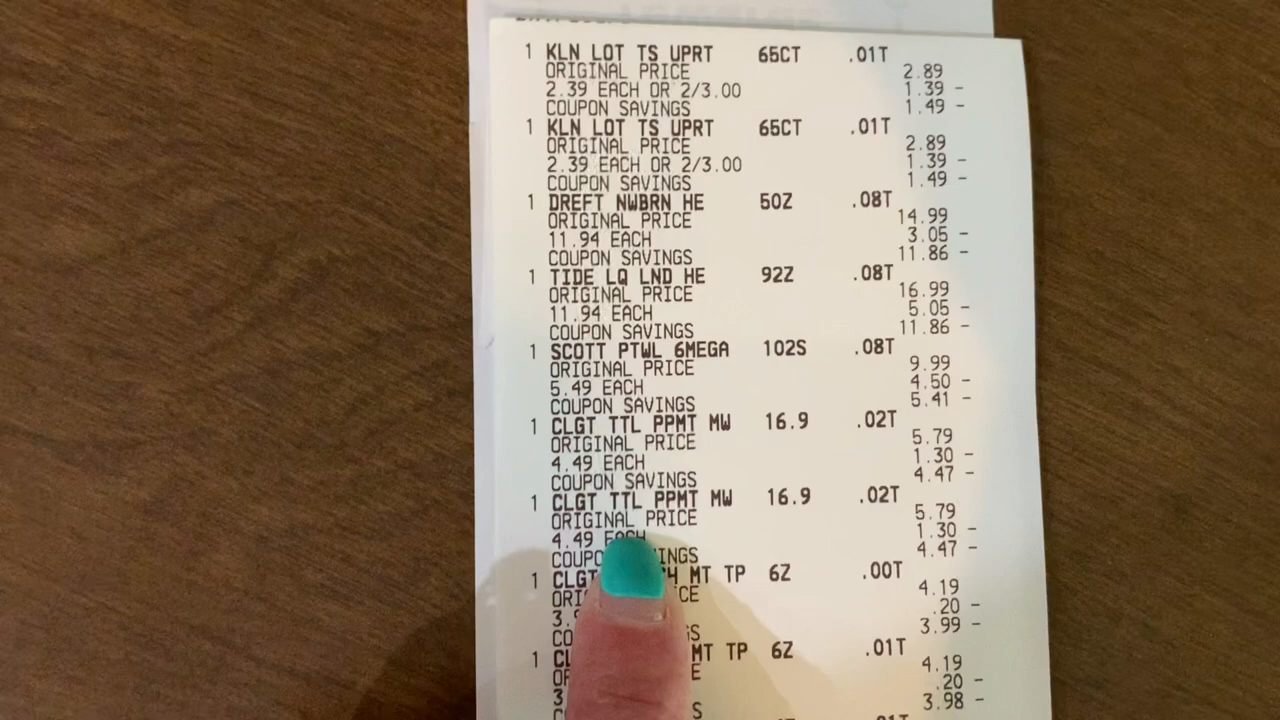 1 KLN LOT TS UPRT 65CT .01T
ORIGINAL PRICE 2.89
2.39 EACH OR 2/3.00 1.39 -
COUPON SAVINGS 1.49 -
1 KLN LOT TS UPRT 65CT .01T
ORIGINAL PRICE 2.89
2.39 EACH OR 2/3.00 1.39 -
COUPON SAVINGS 1.49 -
1 DREFT NWBRN HE 50Z .08T
ORIGINAL PRICE 14.99
11.94 EACH 3.05 -
COUPON SAVINGS 11.86 -
1 TIDE LQ LND HE 92Z .08T
ORIGINAL PRICE 16.99
11.94 EACH 5.05 -
COUPON SAVINGS 11.86 -
1 SCOTT PTWL 6MEGA 102S .08T
ORIGINAL PRICE 9.99
5.49 EACH 4.50 -
COUPON SAVINGS 5.41 -
1 CLGT TTL PPMT MW 16.9 .02T
ORIGINAL PRICE 5.79
4.49 EACH 1.30 -
COUPON SAVINGS 4.47 -
1 CLGT TTL PPMT MW 16.9 .02T
ORIGINAL PRICE 5.79
4.49 EACH 1.30 -
4.47 -
1 CLGT MT TP 6Z .00T
4.19
.20 -
3.99 -
1 MT TP 6Z .01T
4.19
.20 -
3.98 -